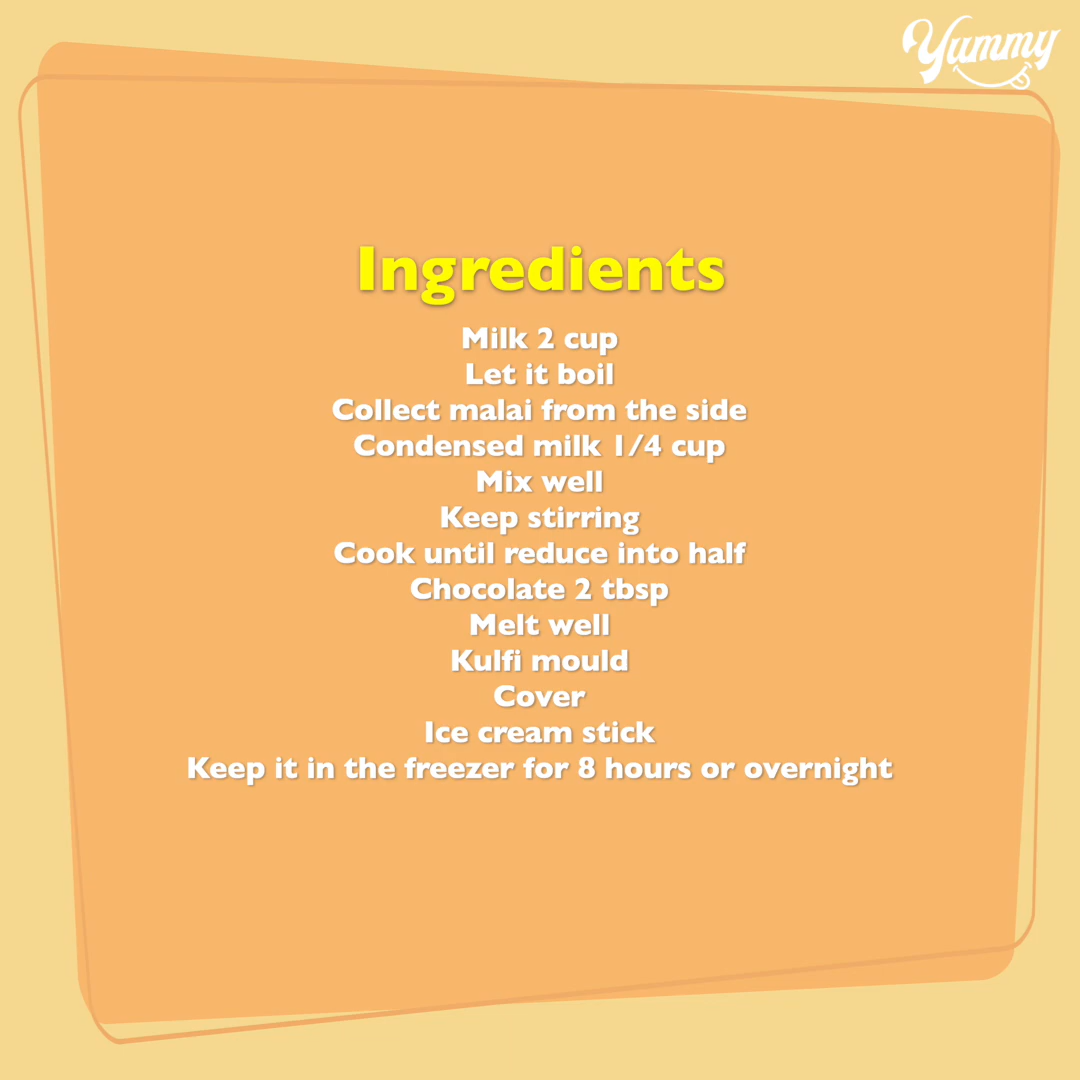 Yummy
Ingredients
Milk 2 cup
Let it boil
Collect malai from the side
Condensed milk 1/4 cup
Mix well
Keep stirring
Cook until reduce into half
Chocolate 2 tbsp
Melt well
Kulfi mould
Cover
Ice cream stick
Keep it in the freezer for 8 hours or overnight